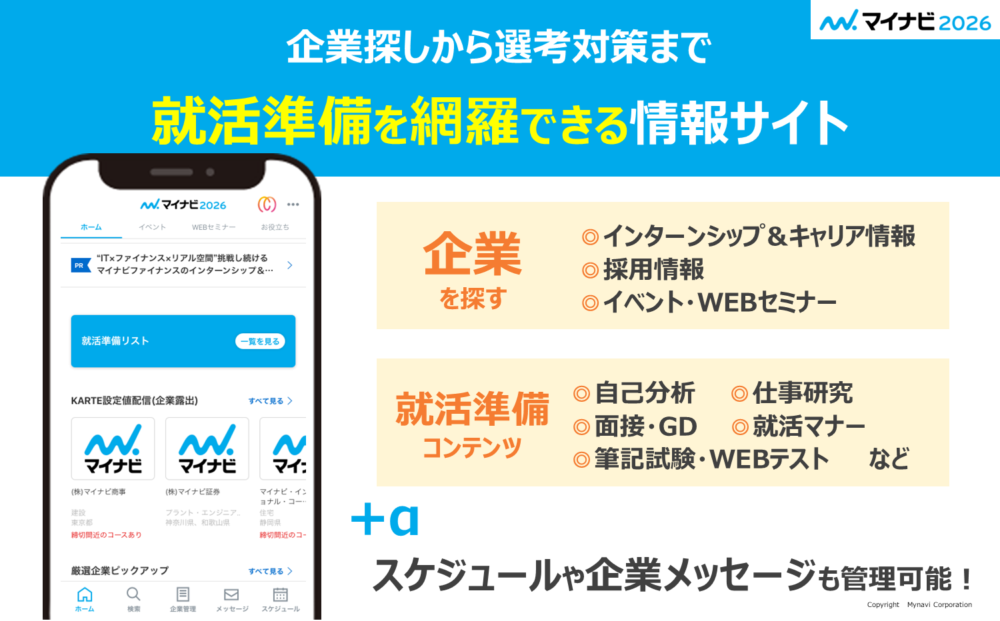 マイナビ2026
企業探しから選考対策まで
就活準備を網羅できる情報サイト
マイナビ2026
ホーム イベント WEBセミナー お役立ち
PR
“IT×ファイナンス×リアル空間”挑戦し続ける
マイナビファイナンスのインターンシップ＆…
就活準備リスト 一覧を見る
KARTE設定値配信(企業露出) すべて見る
マイナビ マイナビ マイナ
(株)マイナビ商事 (株)マイナビ証券 マイナビ・イン
ョナル・コー…
建設 プラント・エンジニア.. 住宅
東京都 神奈川県、和歌山県 静岡県
締切間近のコースあり 締切間近のコー
厳選企業ピックアップ すべて見る
ホーム 検索 企業管理 メッセージ スケジュール
企業
を探す
◎インターンシップ＆キャリア情報
◎採用情報
◎イベント・WEBセミナー
就活準備
コンテンツ
◎自己分析 ◎仕事研究
◎面接・GD ◎就活マナー
◎筆記試験・WEBテスト など
+α
スケジュールや企業メッセージも管理可能！
Copyright Mynavi Corporation